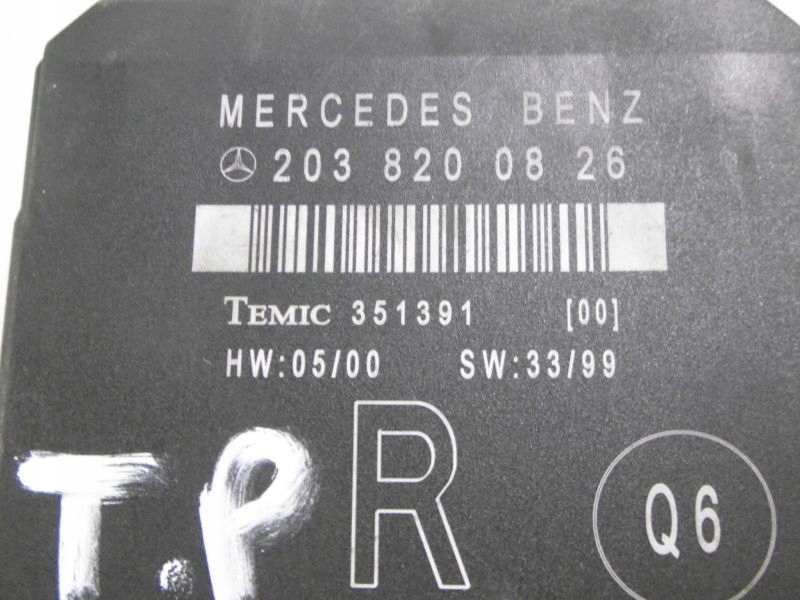 MERCEDES BENZ
203 820 08 26
TEMIC 351391 [00]
HW:05/00 SW:33/99
T.P R Q6